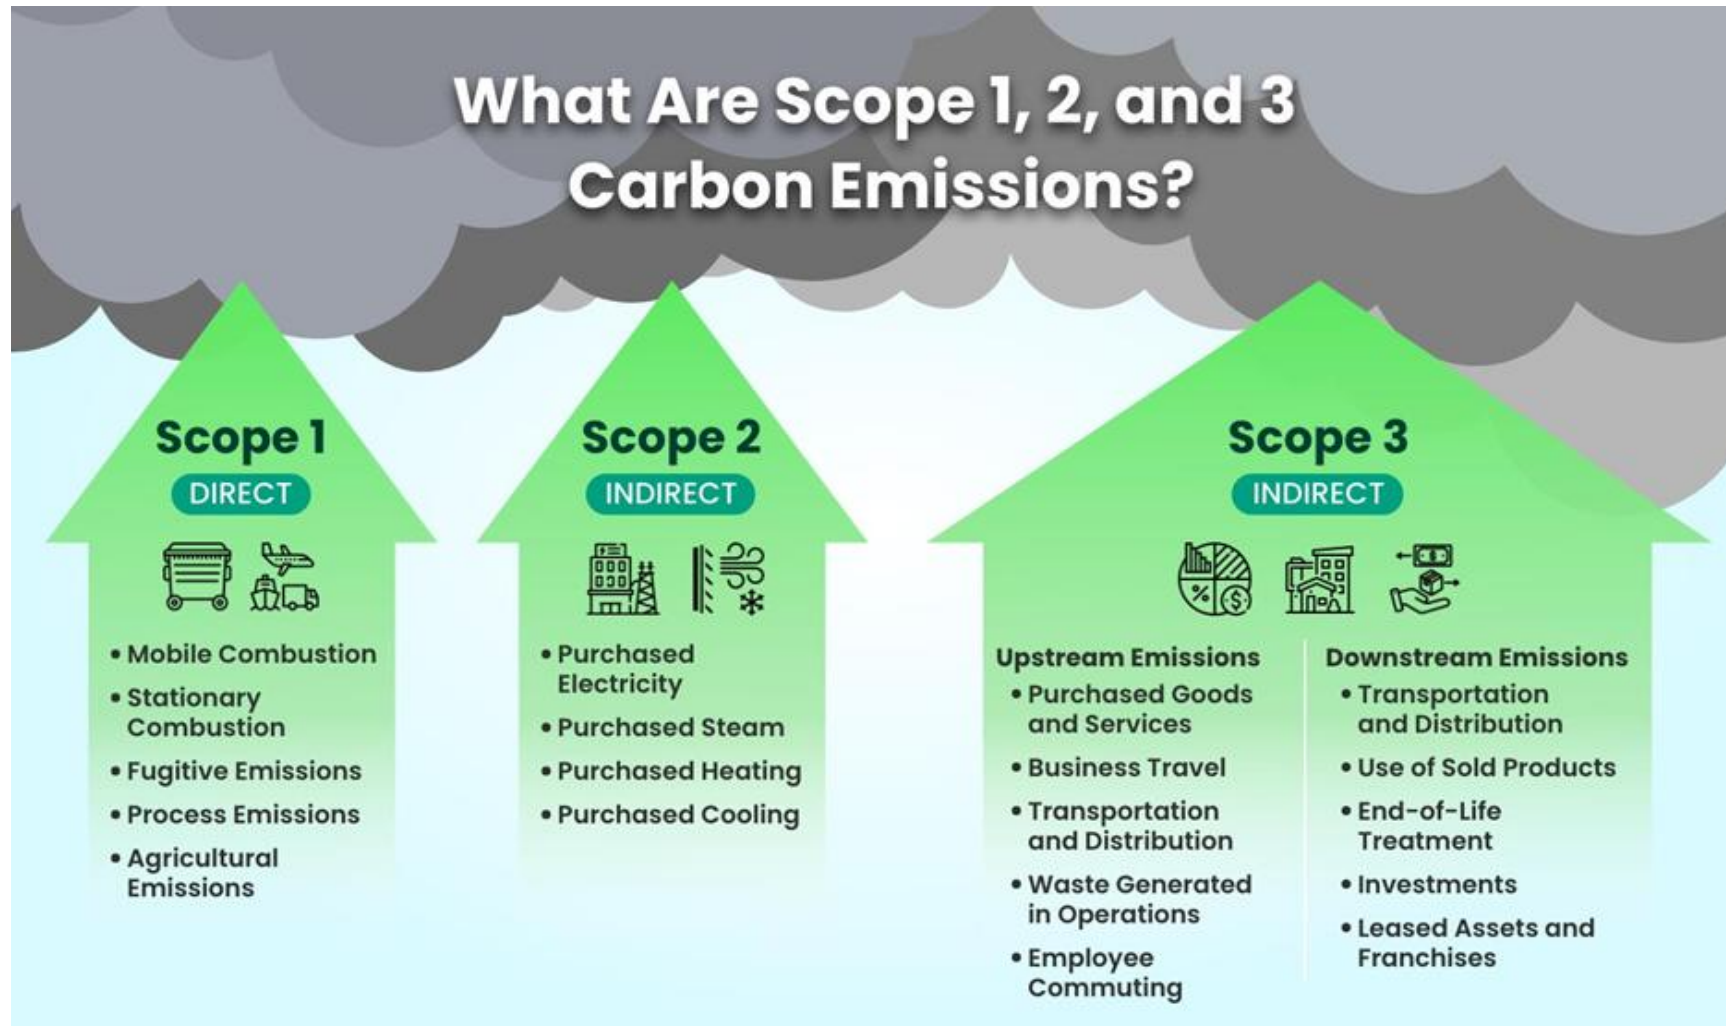 What Are Scope 1, 2, and 3
Carbon Emissions?
Scope 1
DIRECT
• Mobile Combustion
• Stationary
Combustion
• Fugitive Emissions
• Process Emissions
• Agricultural
Emissions
Scope 2
INDIRECT
• Purchased
Electricity
• Purchased Steam
• Purchased Heating
• Purchased Cooling
Scope 3
INDIRECT
Upstream Emissions
• Purchased Goods
and Services
• Business Travel
• Transportation
and Distribution
• Waste Generated
in Operations
• Employee
Commuting
Downstream Emissions
• Transportation
and Distribution
• Use of Sold Products
• End-of-Life
Treatment
• Investments
• Leased Assets and
Franchises